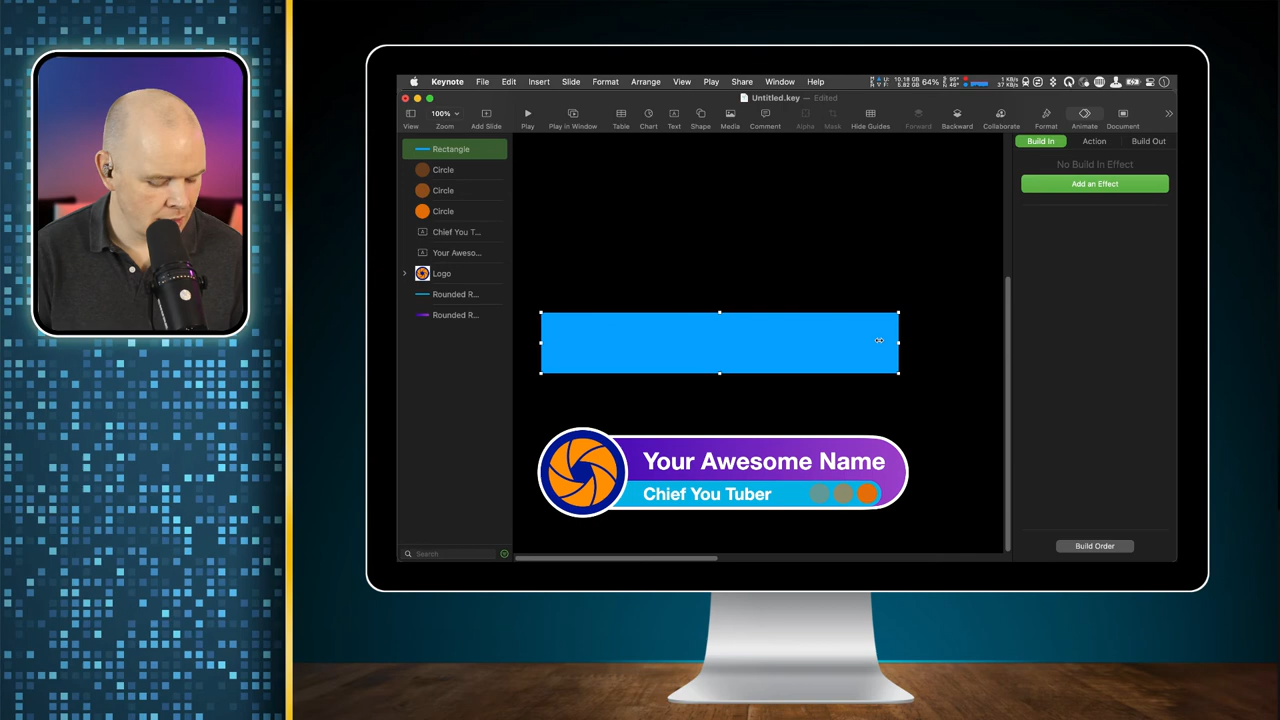 Keynote File Edit Insert Slide Format Arrange View Play Share Window Help
64%
Untitled.key — Edited
100%
View Zoom Add Slide Play Play in Window Table Chart Text Shape Media Comment Alpha Mask Hide Guides Forward Backward Collaborate Format Animate Document
Build In Action Build Out
No Build In Effect
Add an Effect
Rectangle
Circle
Circle
Circle
Chief You T...
Your Aweso...
Logo
Rounded R...
Rounded R...
Your Awesome Name
Chief You Tuber
Search
Build Order